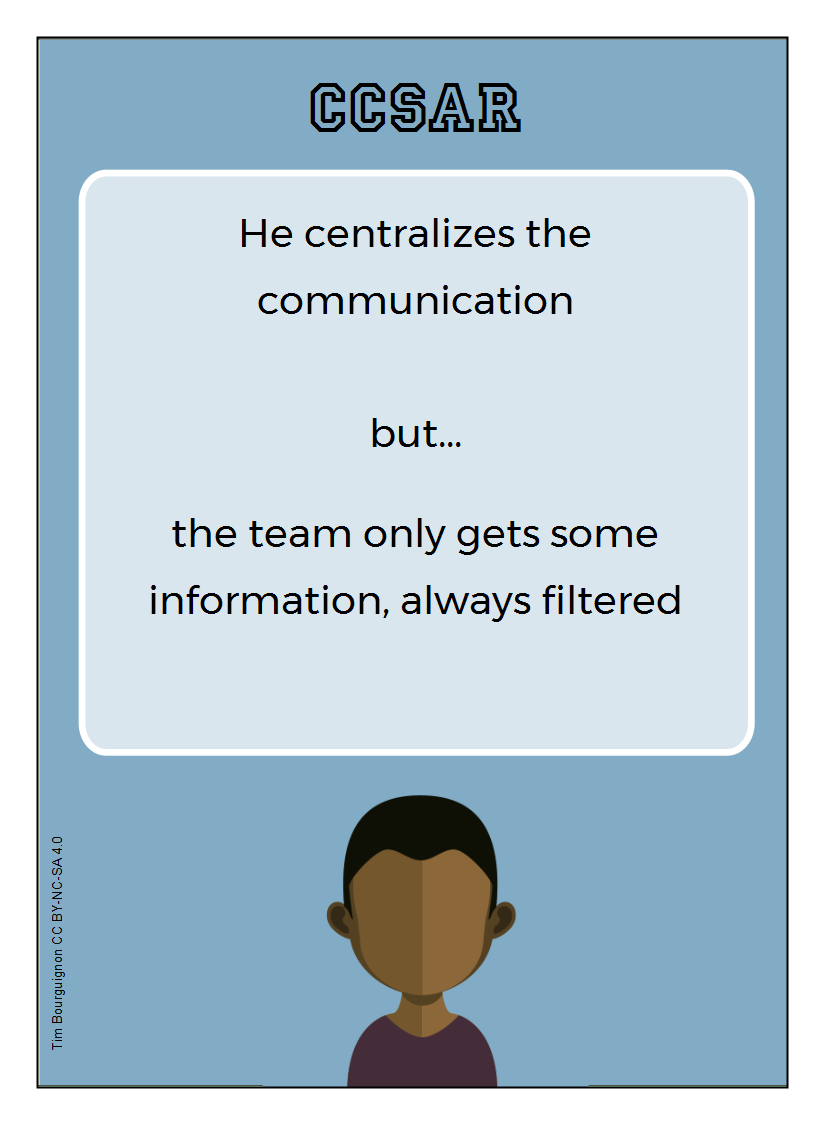 CCSAR
He centralizes the
communication
but...
the team only gets some
information, always filtered
Tim Bourguignon CC BY-NC-SA 4.0